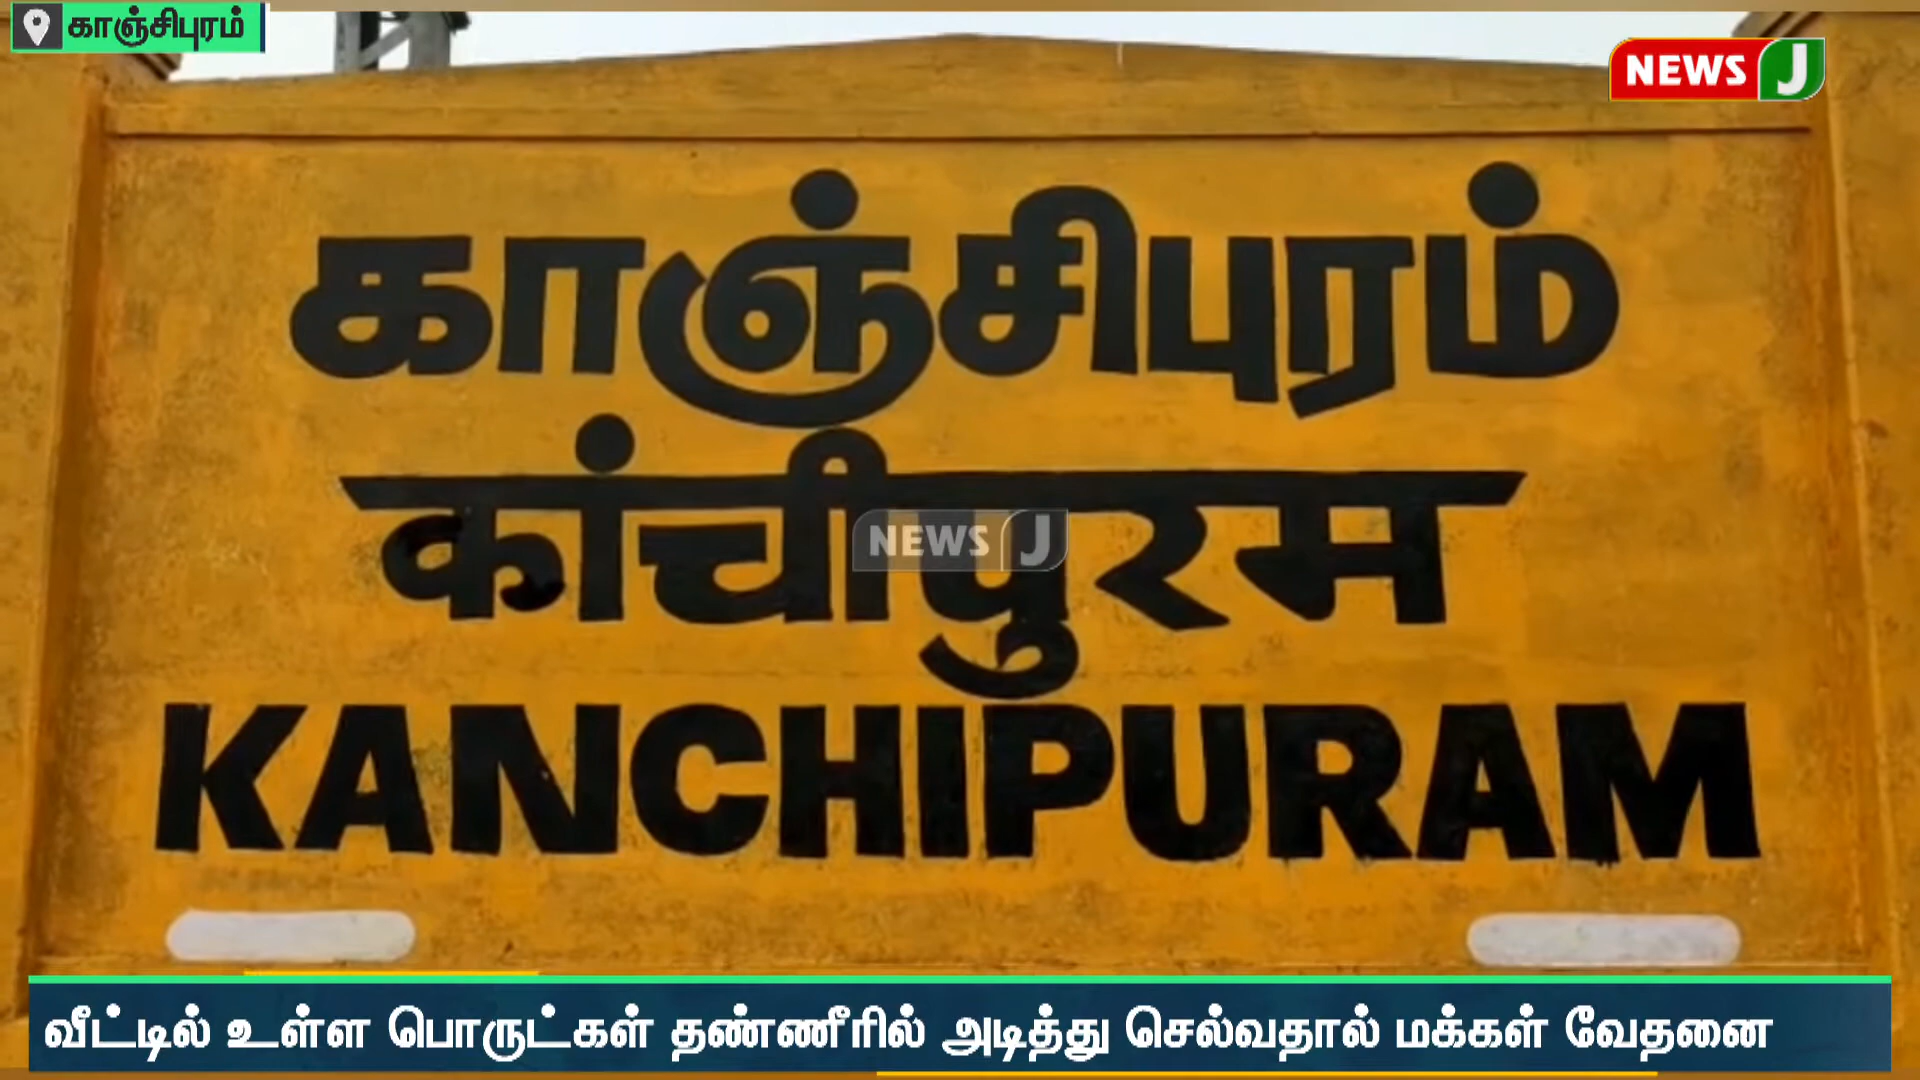 காஞ்சிபுரம்
NEWS J
காஞ்சிபுரம்
कांचीपुरम
NEWS J
KANCHIPURAM
வீட்டில் உள்ள பொருட்கள் தண்ணீரில் அடித்து செல்வதால் மக்கள் வேதனை